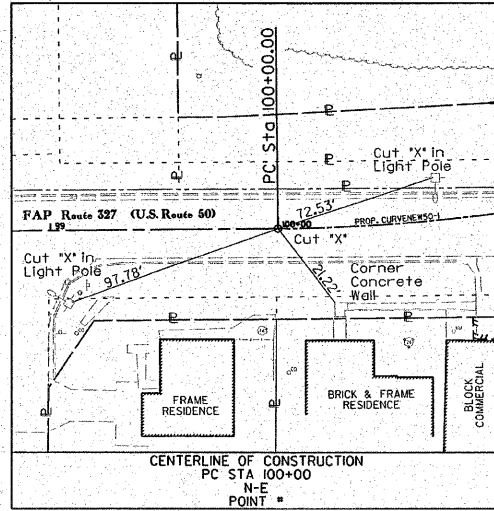 PC Sta 100+00.00
Cut "X" in
Light Pole
72.53'
FAP Route 327 (U.S. Route 50)
199
100+00
PROP. CURVENEW50-1
Cut "X"
Cut "X" in
Light Pole
97.78'
21.22'
Corner
Concrete
Wall
FRAME
RESIDENCE
BRICK & FRAME
RESIDENCE
BLOCK
COMMERCIAL
CENTERLINE OF CONSTRUCTION
PC STA 100+00
N-E
POINT #